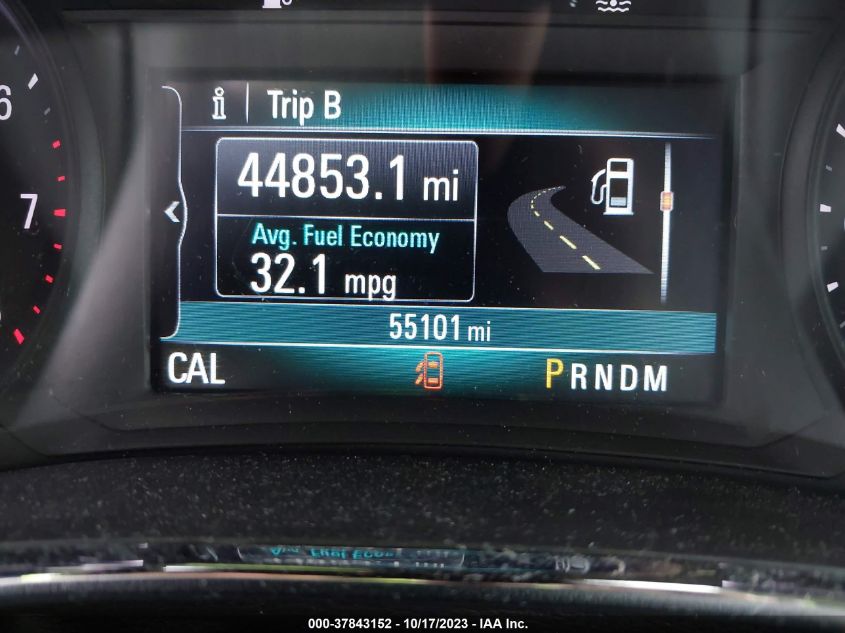 6
7
i Trip B
44853.1 mi
Avg. Fuel Economy
32.1 mpg
55101 mi
CAL
PRNDM
000-37843152 - 10/17/2023 - IAA Inc.